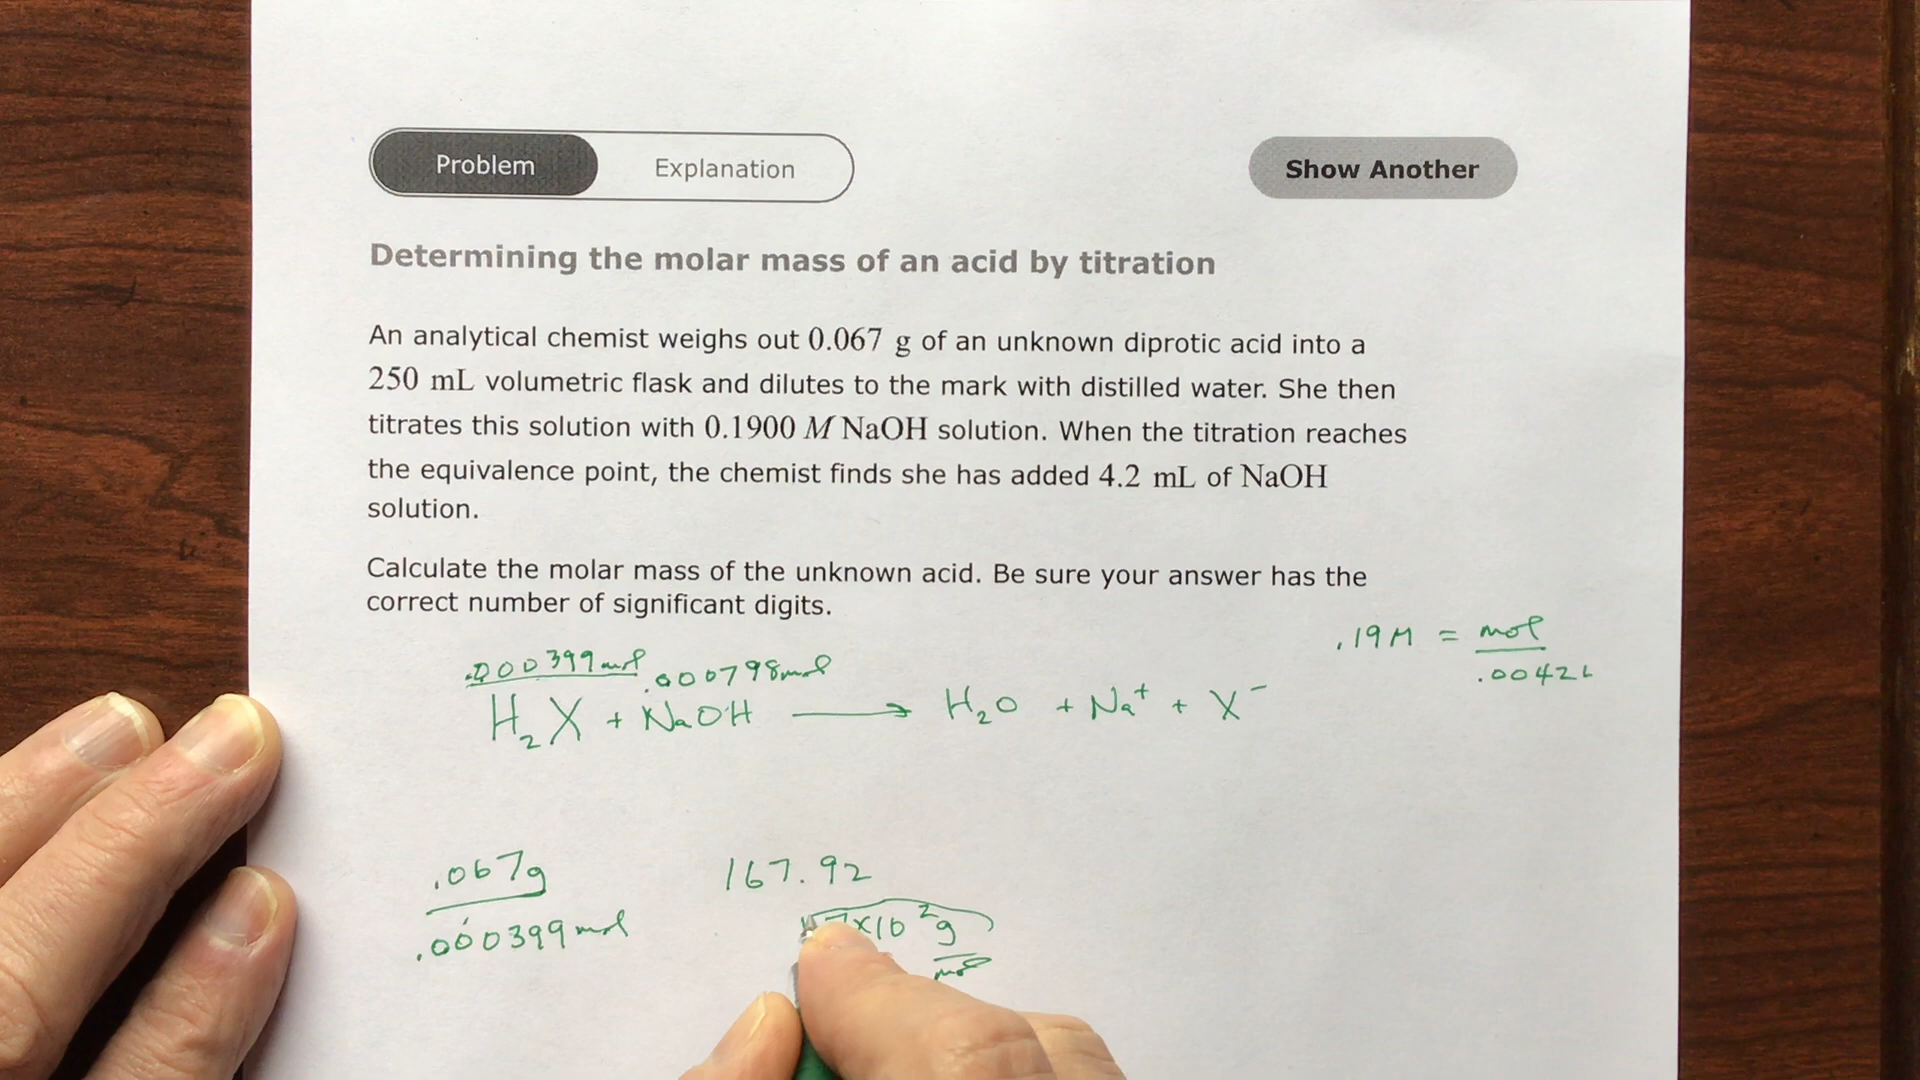 Problem Explanation Show Another
Determining the molar mass of an acid by titration
An analytical chemist weighs out 0.067 g of an unknown diprotic acid into a
250 mL volumetric flask and dilutes to the mark with distilled water. She then
titrates this solution with 0.1900 M NaOH solution. When the titration reaches
the equivalence point, the chemist finds she has added 4.2 mL of NaOH
solution.
Calculate the molar mass of the unknown acid. Be sure your answer has the
correct number of significant digits.
.19M = mol
.0042L
.000399mol .000798mol
H₂X + NaOH ⟶ H₂O + Na⁺ + X⁻
.067g
.000399mol
167.92
7x10² g
mol